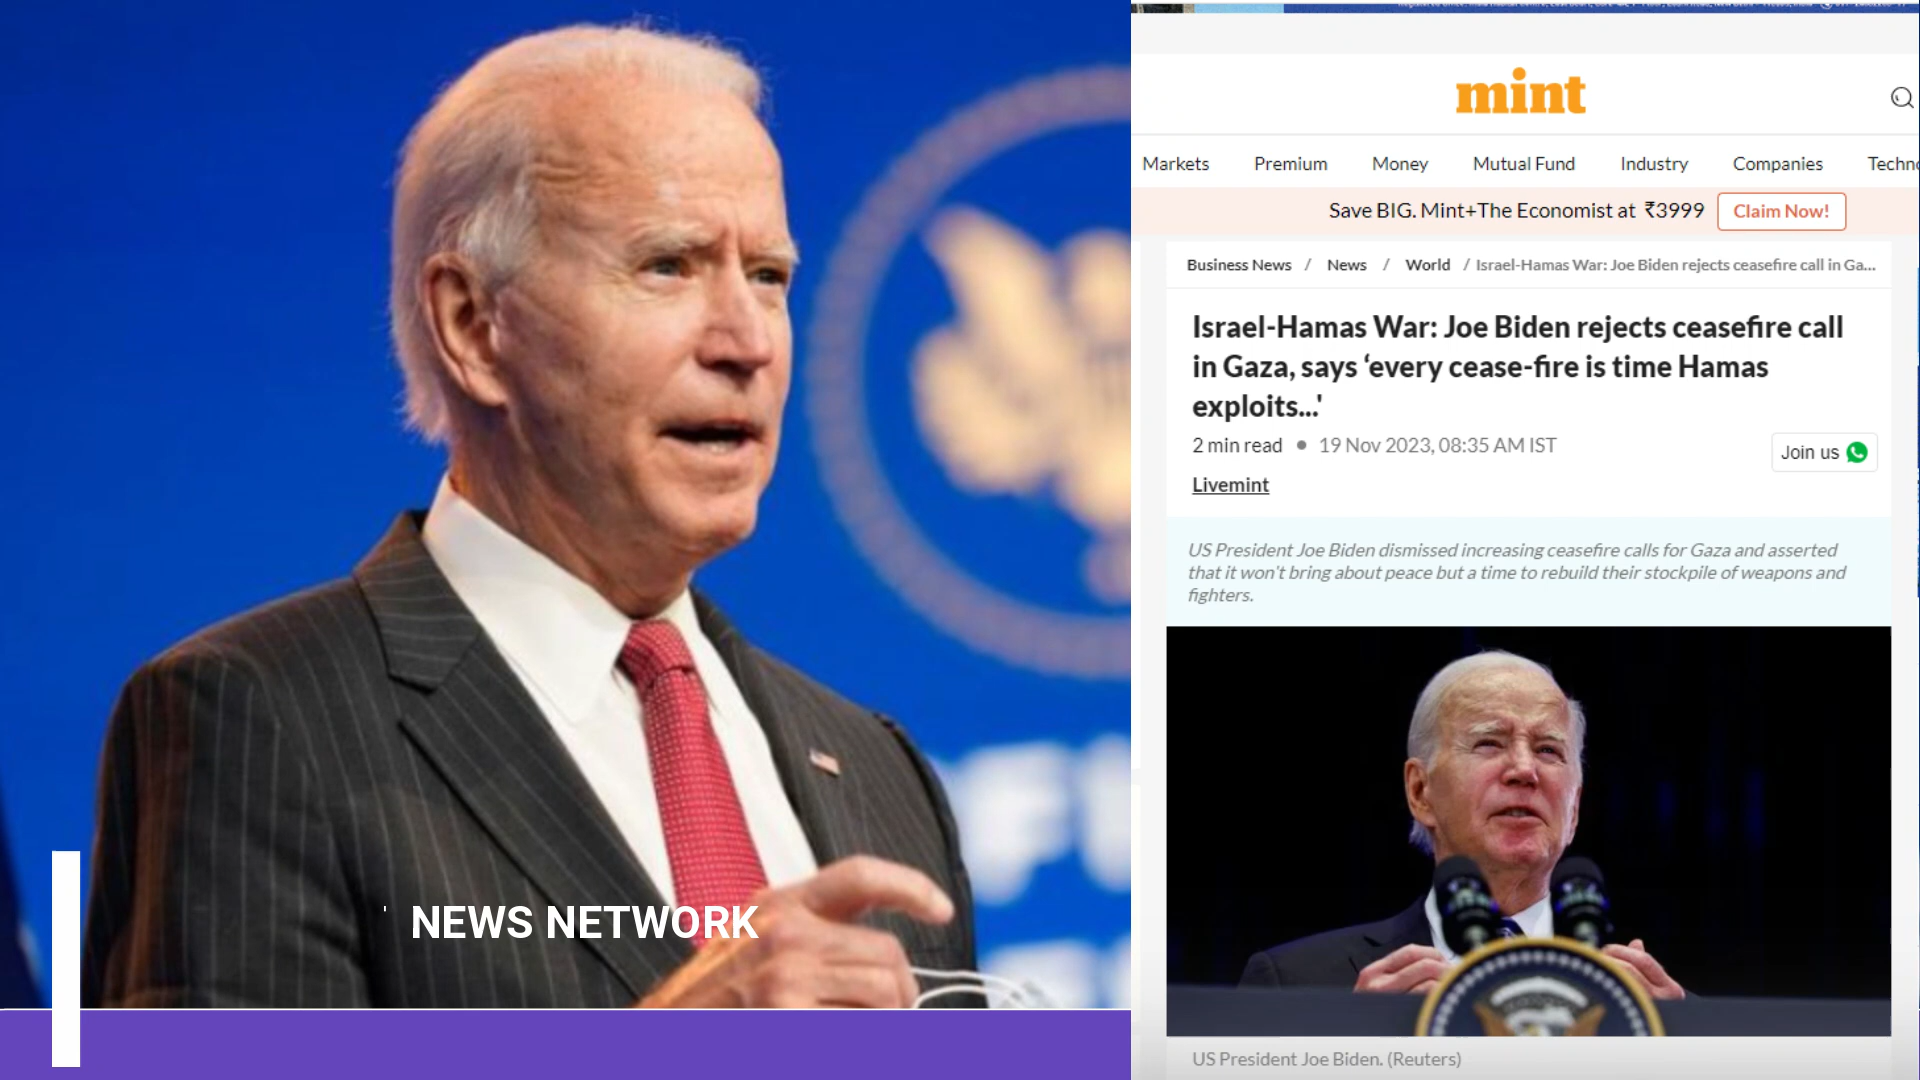 NEWS NETWORK
mint
Markets Premium Money Mutual Fund Industry Companies Techno
Save BIG. Mint+The Economist at ₹3999 Claim Now!
Business News / News / World / Israel-Hamas War: Joe Biden rejects ceasefire call in Ga...
Israel-Hamas War: Joe Biden rejects ceasefire call
in Gaza, says ‘every cease-fire is time Hamas
exploits...'
2 min read • 19 Nov 2023, 08:35 AM IST
Join us
Livemint
US President Joe Biden dismissed increasing ceasefire calls for Gaza and asserted
that it won't bring about peace but a time to rebuild their stockpile of weapons and
fighters.
US President Joe Biden. (Reuters)